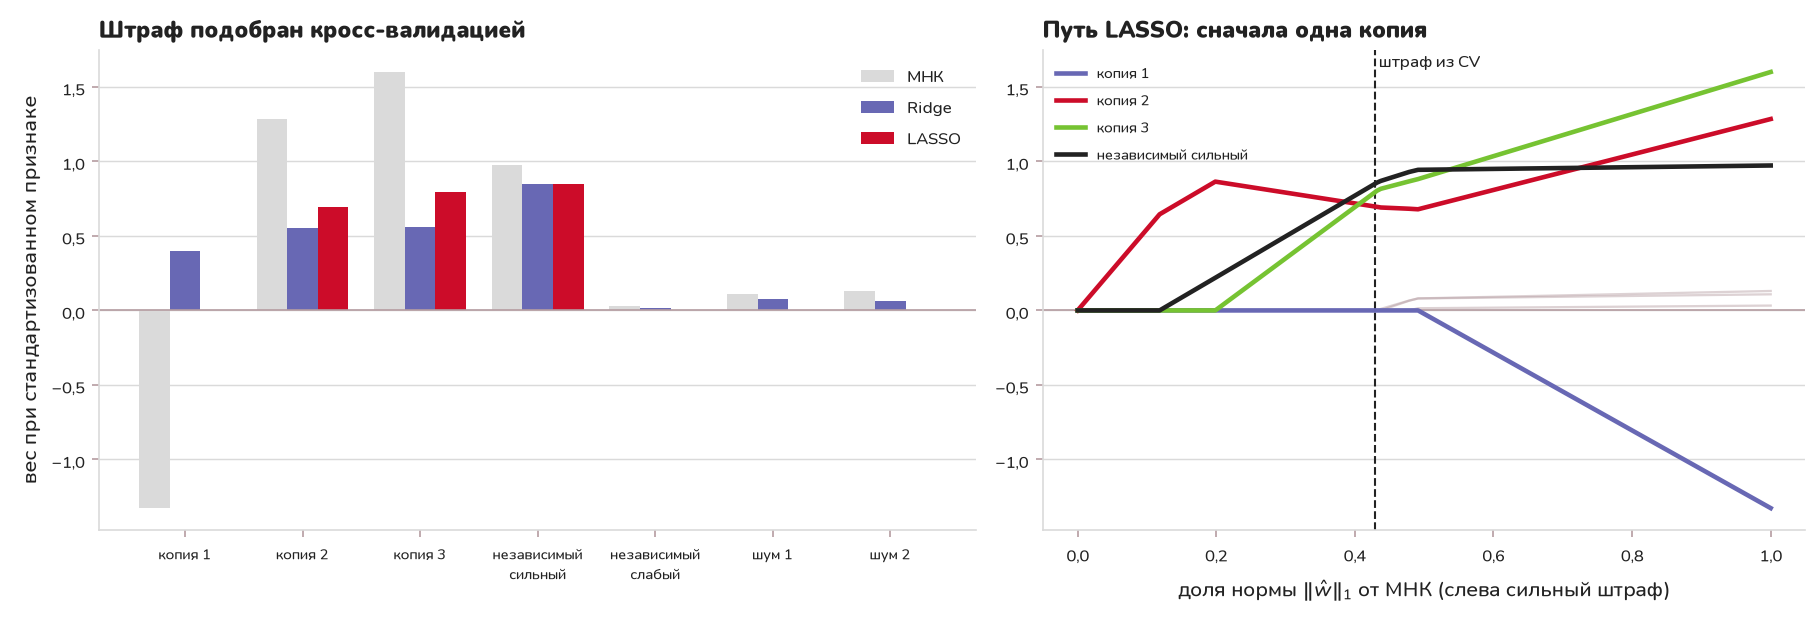 Штраф подобран кросс-валидацией
вес при стандартизованном признаке
1,5
1,0
0,5
0,0
−0,5
−1,0
МНК
Ridge
LASSO
копия 1
копия 2
копия 3
независимый
сильный
независимый
слабый
шум 1
шум 2
Путь LASSO: сначала одна копия
1,5
1,0
0,5
0,0
−0,5
−1,0
копия 1
копия 2
копия 3
независимый сильный
штраф из CV
0,0
0,2
0,4
0,6
0,8
1,0
доля нормы ‖ŵ‖₁ от МНК (слева сильный штраф)